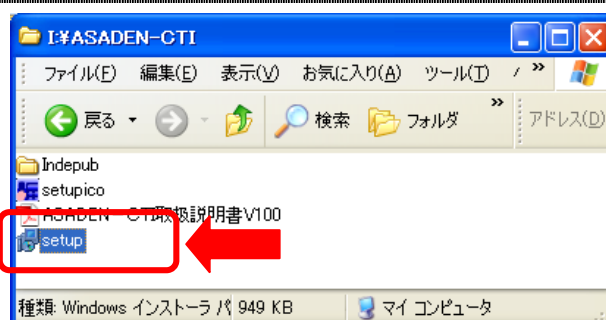 I:¥ASADEN-CTI
ファイル(F) 編集(E) 表示(V) お気に入り(A) ツール(T) »
戻る 検索 フォルダ » アドレス(D)
Indepub
setupico
ASADEN-CTI取扱説明書V100
setup
種類: Windows インストーラ パ 949 KB マイ コンピュータ